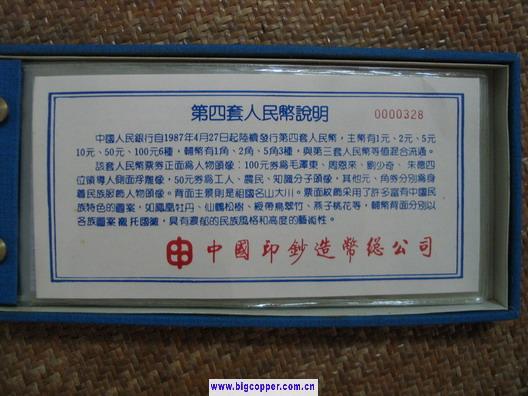 第四套人民幣說明
0000328
中國人民銀行自1987年4月27日起陸續發行第四套人民幣，主幣有1元、2元、5元
10元、50元、100元6種，輔幣有1角、2角、5角3種，與第三套人民幣等值混合流通。
該套人民幣票券正面爲人物頭像：100元券爲毛澤東、周恩來、劉少奇、朱德四
位領導人側面浮雕像，50元券爲工人、農民、知識分子頭像，其他元、角券分別爲身
着民族服飾人物頭像。背面主景則是祖國名山大川。票面紋飾采用了許多富有中國民
族特色的圖案，如鳳凰牡丹、仙鶴松樹、綬帶鳥翠竹、燕子桃花等，輔幣背面分別以
各族圖案 托國徽，具有濃郁的民族風格和高度的藝術性。
中國印鈔造幣總公司
www.bigcopper.com.cn